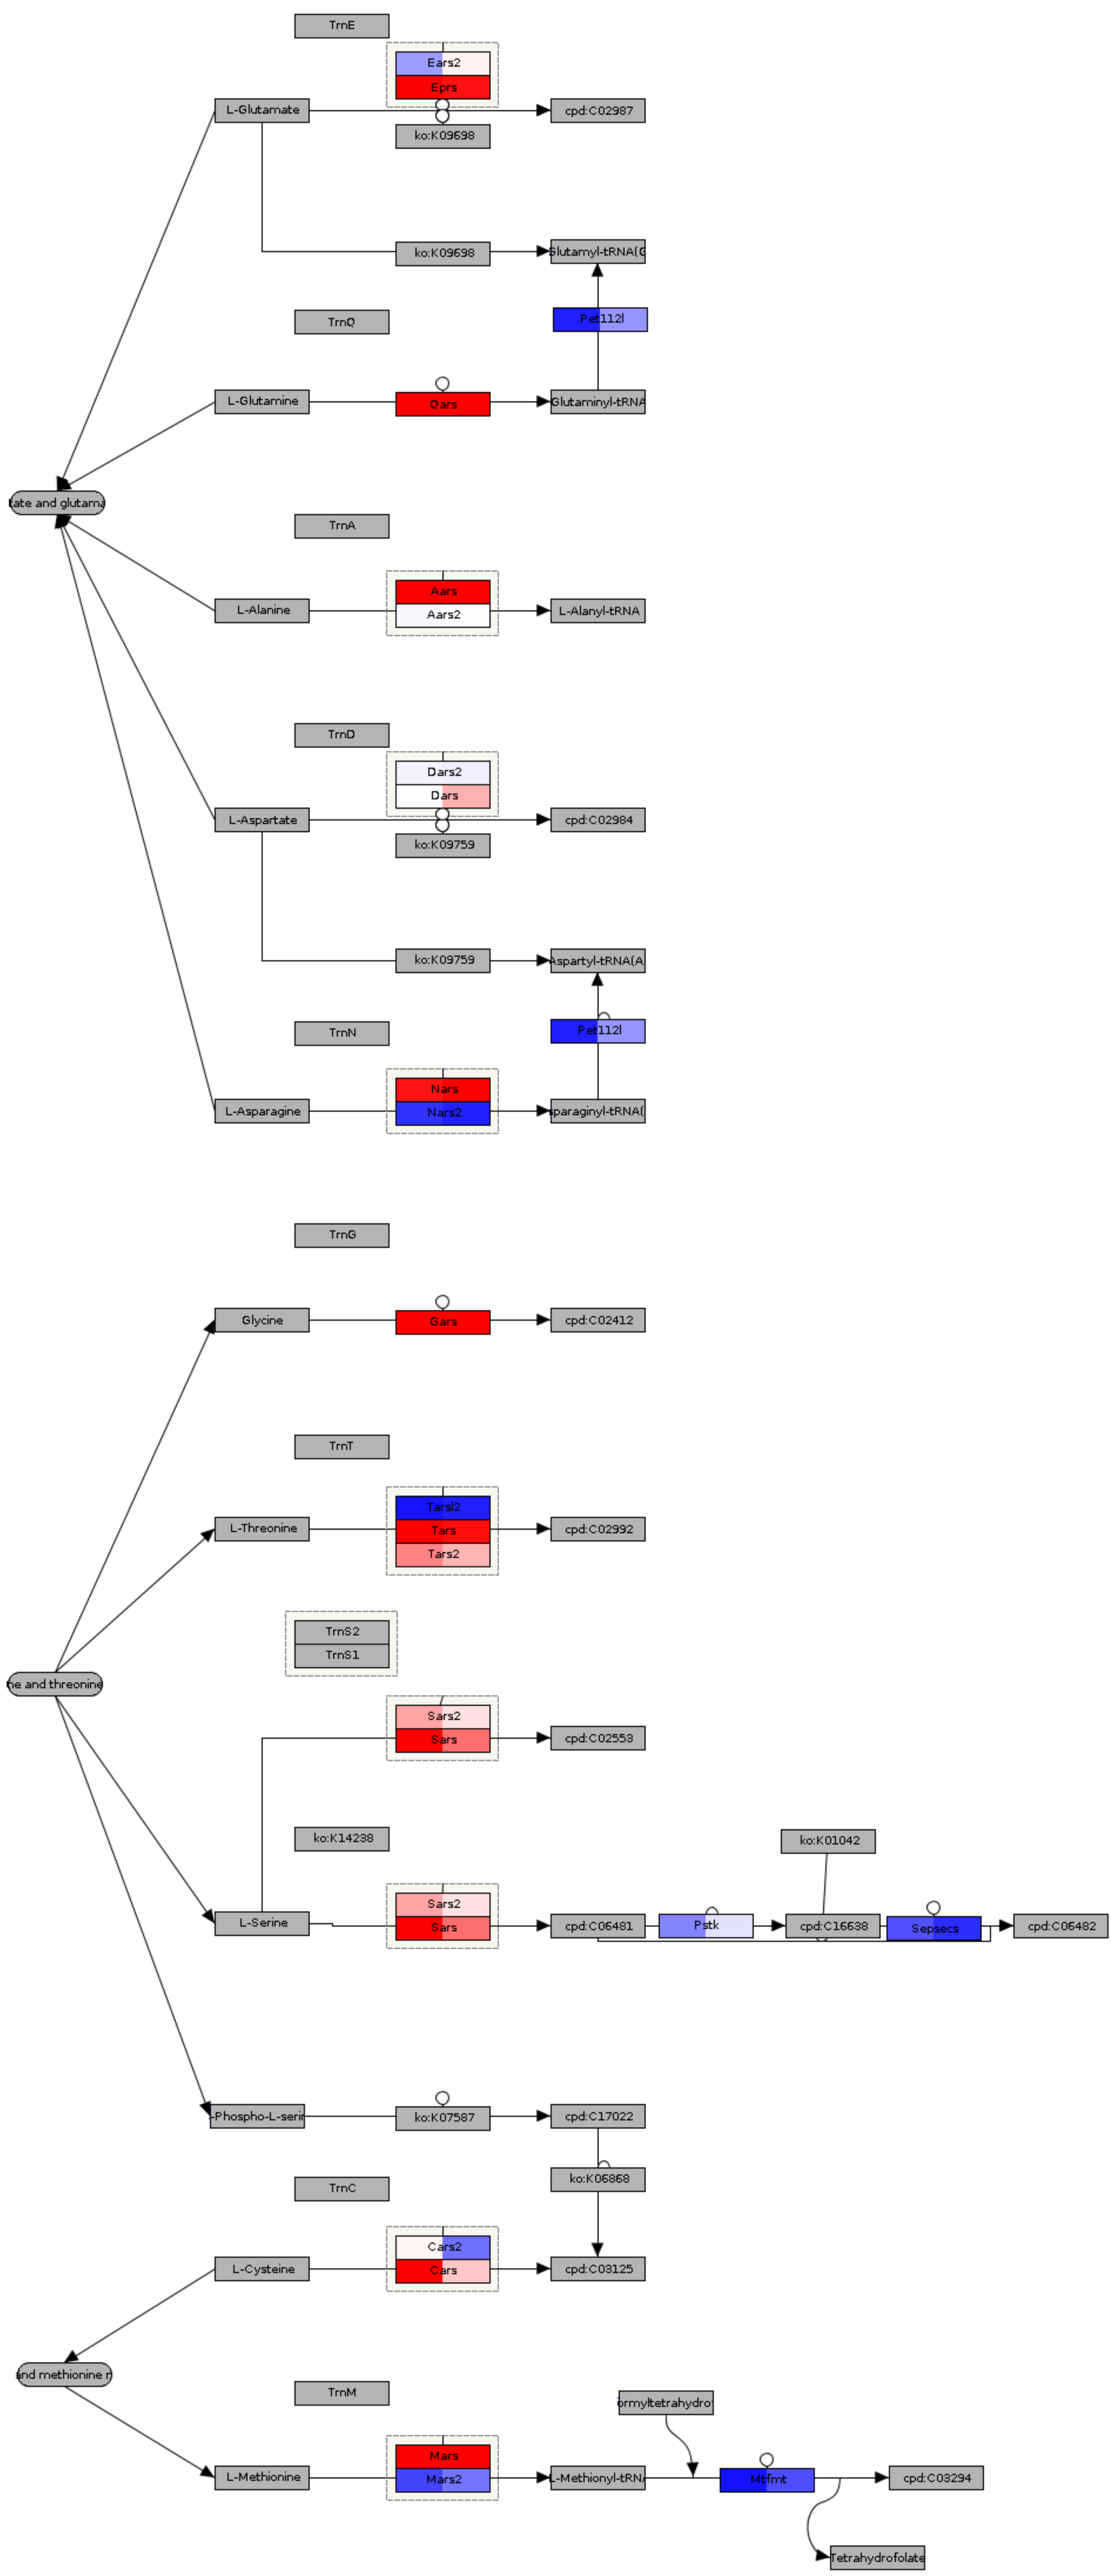 TrnE
Ears2
Eprs
L-Glutamate
cpd:C02987
ko:K09698
ko:K09698
Glutamyl-tRNA(G
TrnQ
Pet112l
L-Glutamine
Qars
Glutaminyl-tRNA
tate and glutama
TrnA
Aars
L-Alanine
Aars2
L-Alanyl-tRNA
TrnD
Dars2
Dars
L-Aspartate
cpd:C02984
ko:K09759
ko:K09759
Aspartyl-tRNA(A
TrnN
Pet112l
Nars
L-Asparagine
Nars2
sparaginyl-tRNA(
TrnG
Glycine
Gars
cpd:C02412
TrnT
Tarsl2
L-Threonine
Tars
cpd:C02992
Tars2
TrnS2
TrnS1
ne and threonine
Sars2
Sars
cpd:C02553
ko:K14238
ko:K01042
Sars2
L-Serine
Sars
cpd:C06481
Pstk
cpd:C16638
Sepsecs
cpd:C06482
-Phospho-L-serin
ko:K07587
cpd:C17022
ko:K06868
TrnC
Cars2
L-Cysteine
Cars
cpd:C03125
and methionine m
TrnM
ormyltetrahydrof
Mars
L-Methionine
Mars2
L-Methionyl-tRNA
Mtfmt
cpd:C03294
Tetrahydrofolate